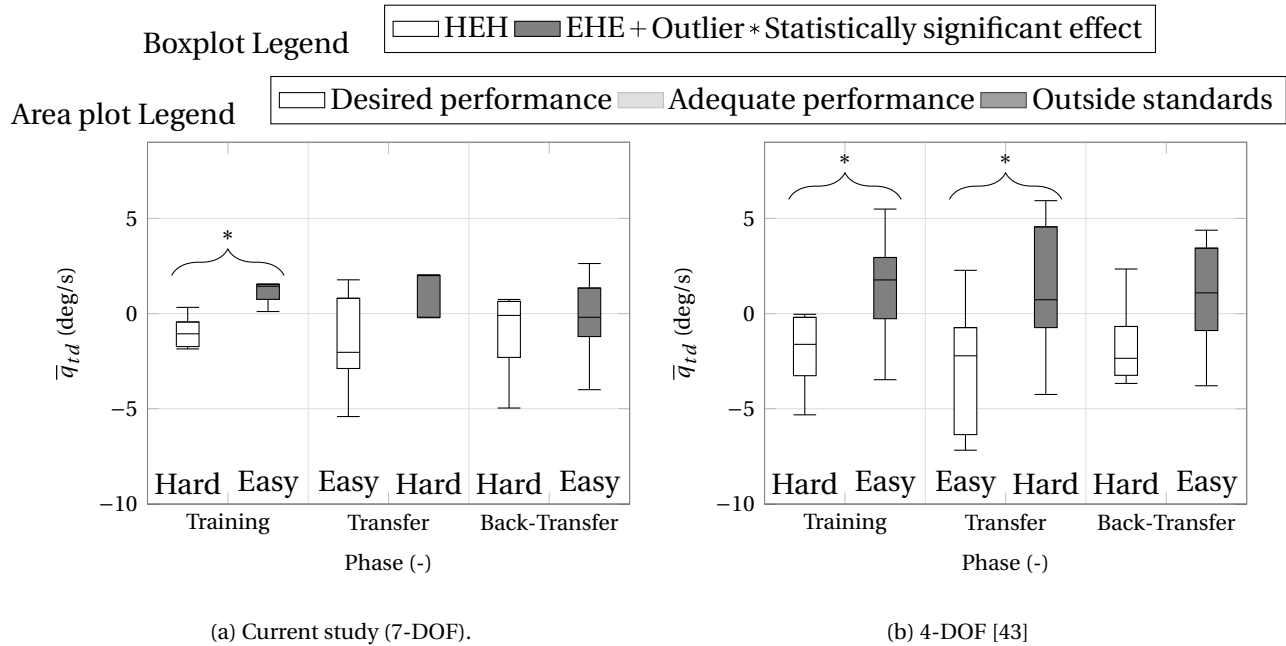 Boxplot Legend HEH EHE + Outlier * Statistically significant effect
Area plot Legend Desired performance Adequate performance Outside standards
* * *
5 5
0 0
−5 −5
−10 −10
q̅td (deg/s) q̅td (deg/s)
Hard Easy Easy Hard Hard Easy Hard Easy Easy Hard Hard Easy
Training Transfer Back-Transfer Training Transfer Back-Transfer
Phase (-) Phase (-)
(a) Current study (7-DOF). (b) 4-DOF [43]